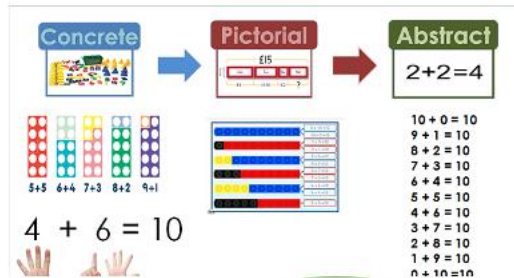 Concrete
Pictorial
Abstract
£15
?
2+2=4
5+5 6+4 7+3 8+2 9+1
4 + 6 = 10
10 + 0 = 10
9 + 1 = 10
8 + 2 = 10
7 + 3 = 10
6 + 4 = 10
5 + 5 = 10
4 + 6 = 10
3 + 7 = 10
2 + 8 = 10
1 + 9 = 10
0 + 10 =10